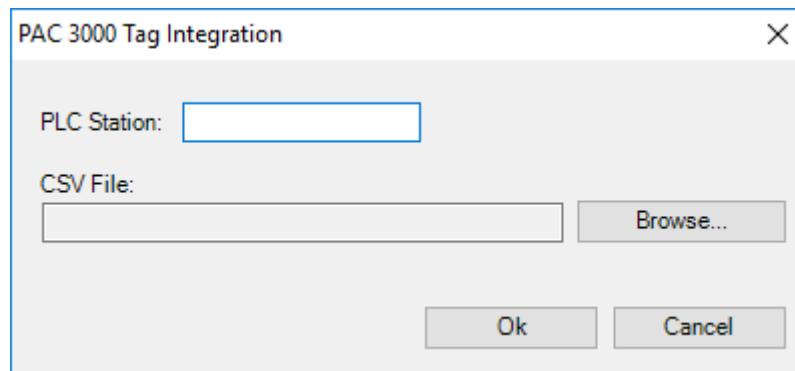 PAC 3000 Tag Integration
PLC Station:
CSV File:
Browse...
Ok Cancel